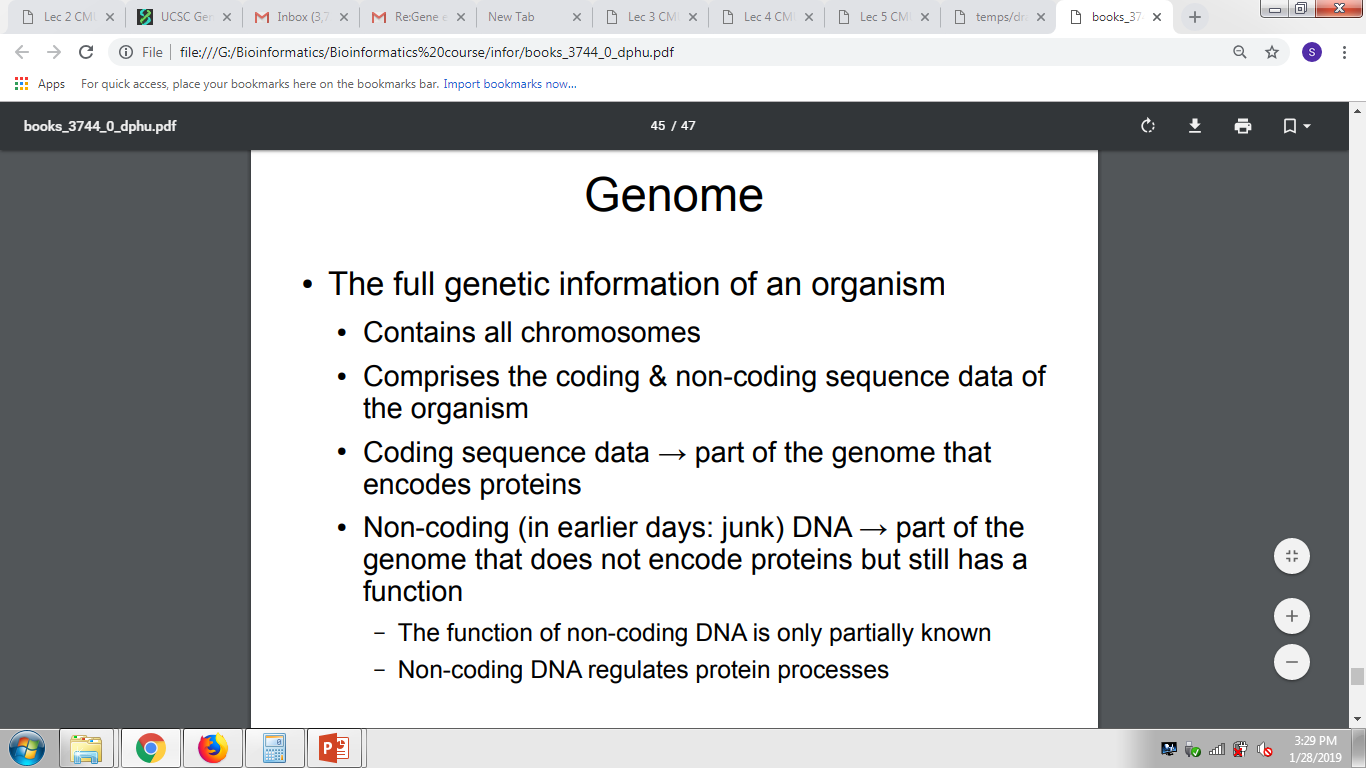 Lec 2 CMI
UCSC Gen
Inbox (3,7
Re:Gene e
New Tab
Lec 3 CMI
Lec 4 CMI
Lec 5 CMI
temps/dr
books_37
File
file:///G:/Bioinformatics/Bioinformatics%20course/infor/books_3744_0_dphu.pdf
S
Apps
For quick access, place your bookmarks here on the bookmarks bar. Import bookmarks now...
books_3744_0_dphu.pdf
45 / 47
Genome
• The full genetic information of an organism
• Contains all chromosomes
• Comprises the coding & non-coding sequence data of
the organism
• Coding sequence data → part of the genome that
encodes proteins
• Non-coding (in earlier days: junk) DNA → part of the
genome that does not encode proteins but still has a
function
– The function of non-coding DNA is only partially known
– Non-coding DNA regulates protein processes
3:29 PM
1/28/2019